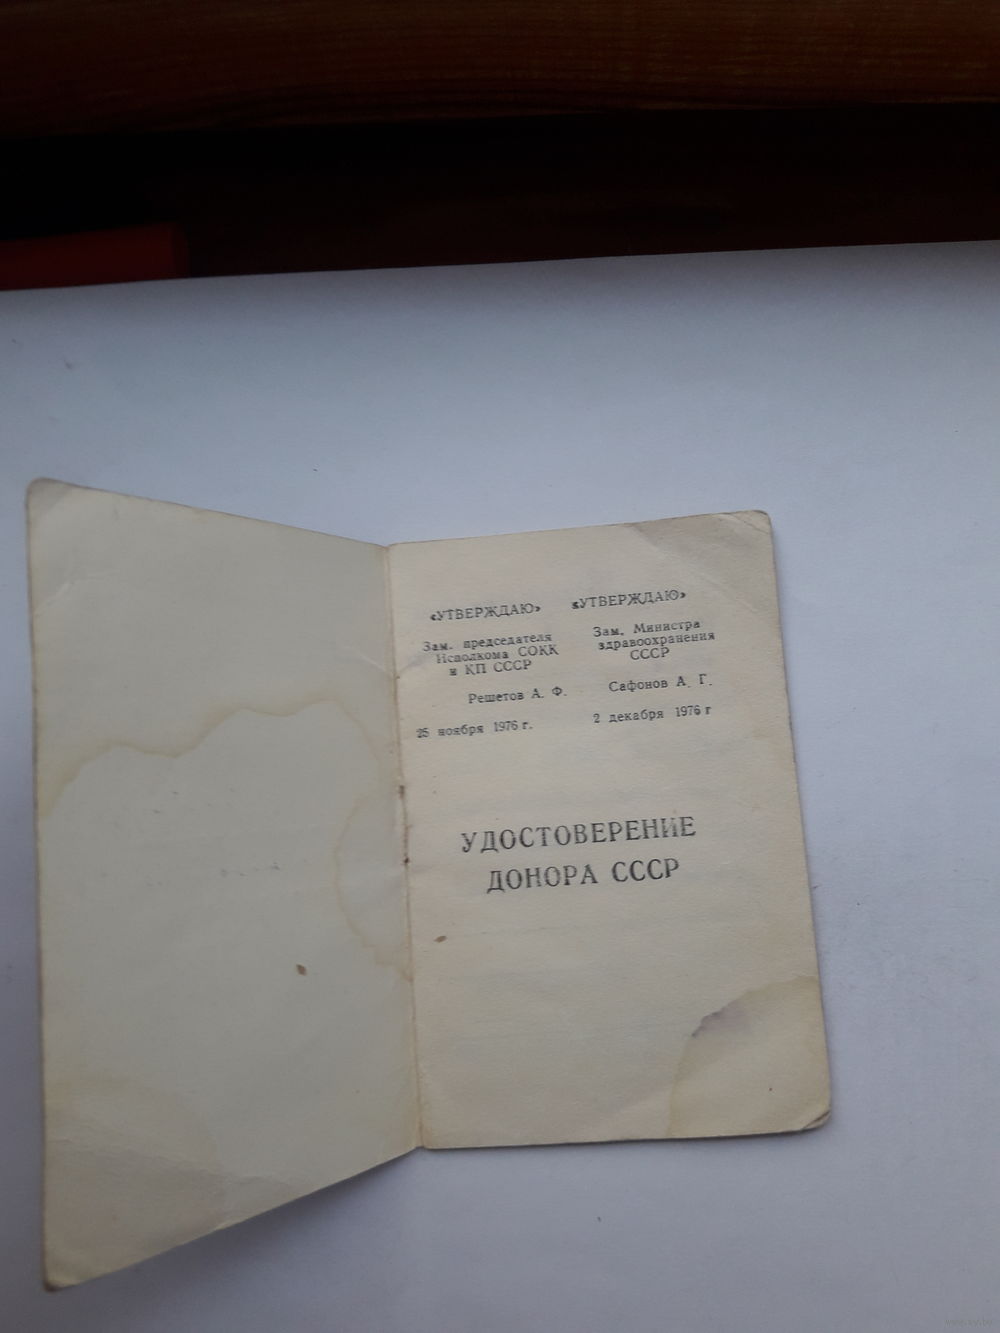 «УТВЕРЖДАЮ»
Зам. председателя
Исполкома СОКК
и КП СССР
Решетов А. Ф.
25 ноября 1976 г.
«УТВЕРЖДАЮ»
Зам. Министра
здравоохранения
СССР
Сафонов А. Г.
2 декабря 1976 г
УДОСТОВЕРЕНИЕ
ДОНОРА СССР